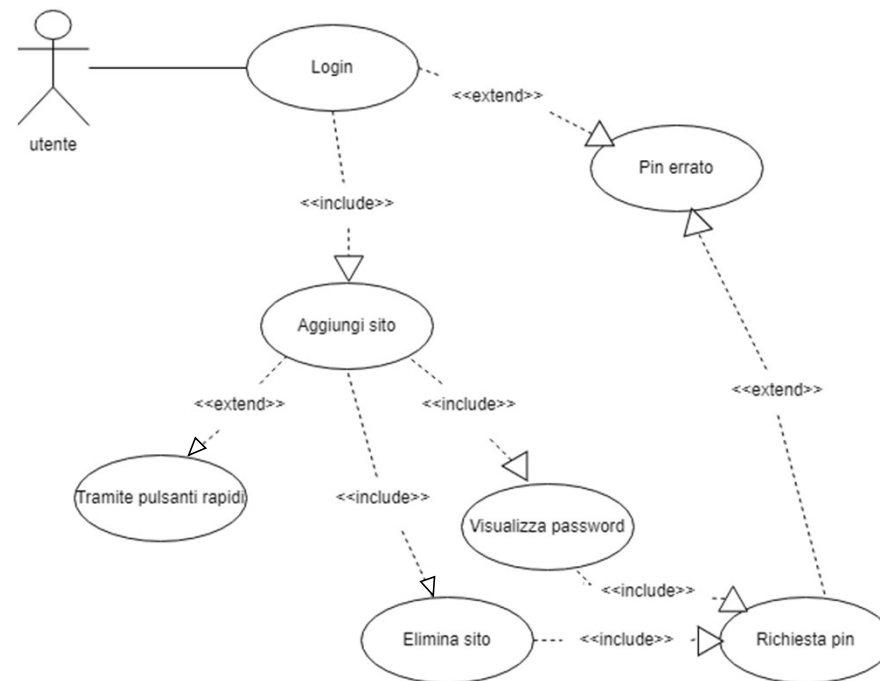 Login
<<extend>>
utente
Pin errato
<<include>>
Aggiungi sito
<<extend>>
<<extend>>
<<include>>
Tramite pulsanti rapidi
<<include>>
Visualizza password
<<include>>
Elimina sito
<<include>>
Richiesta pin